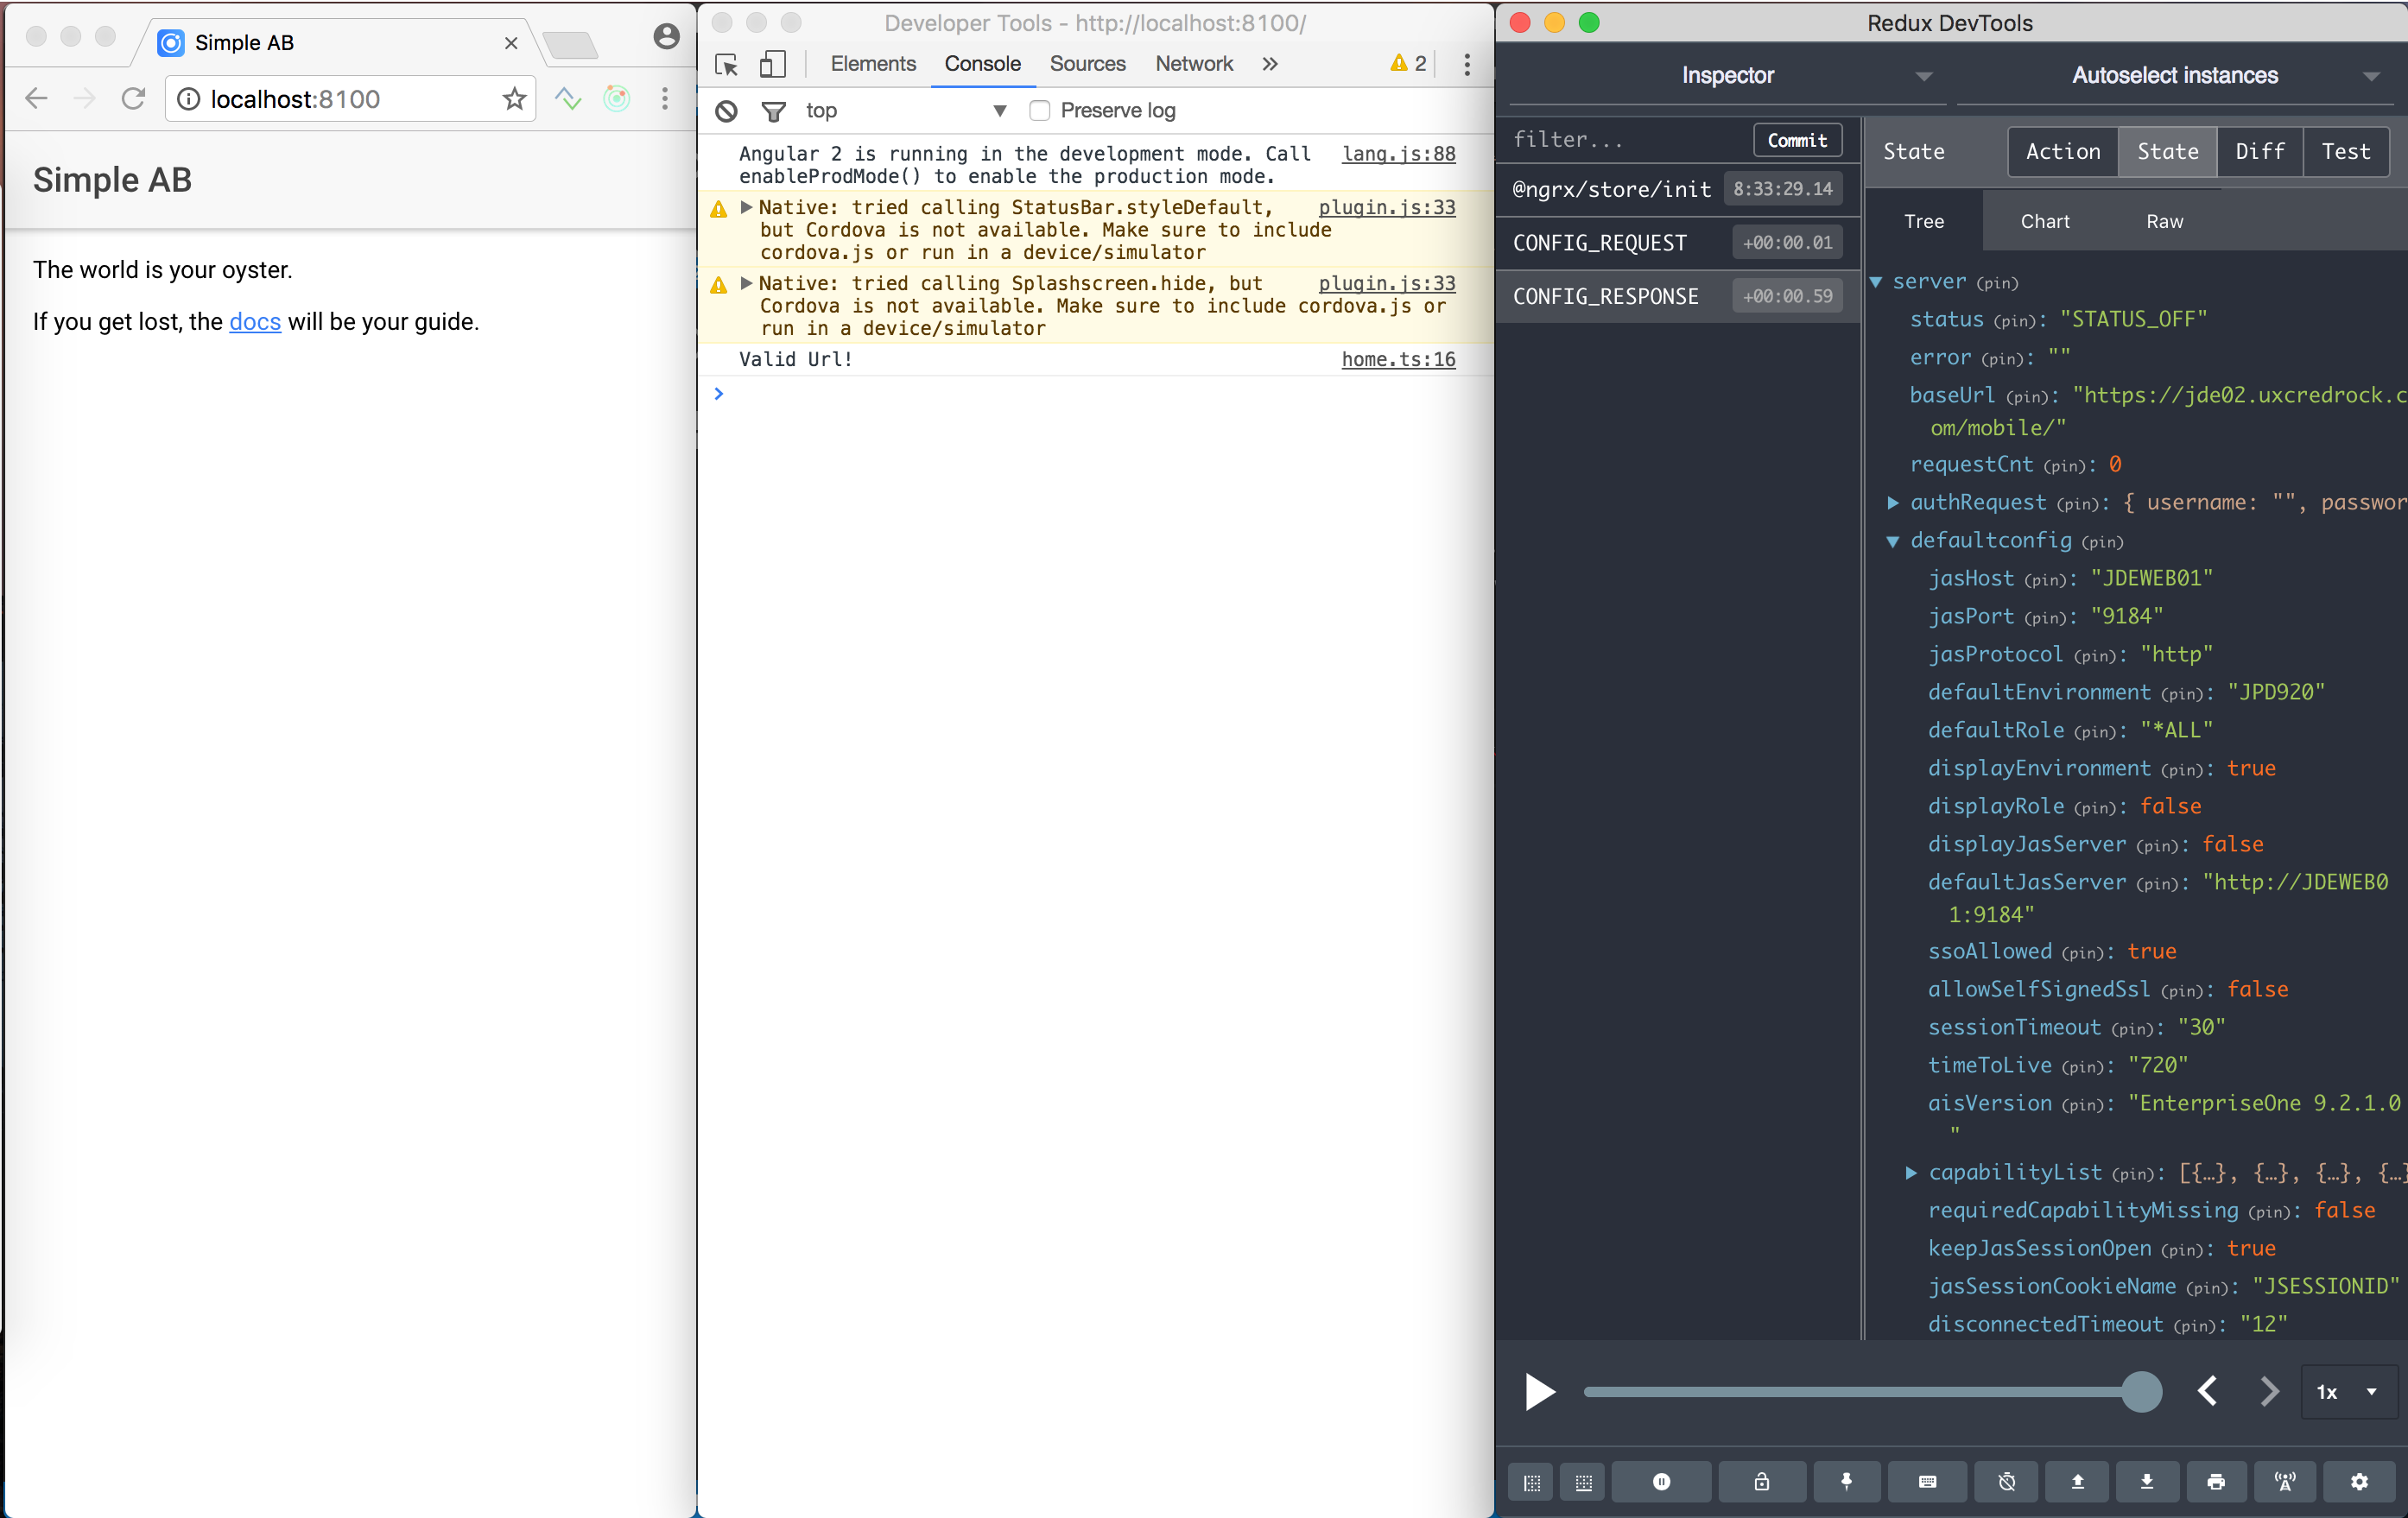 Simple AB
localhost:8100
Simple AB
The world is your oyster.
If you get lost, the docs will be your guide.
Developer Tools - http://localhost:8100/
Elements Console Sources Network » 2
top Preserve log
Angular 2 is running in the development mode. Call lang.js:88
enableProdMode() to enable the production mode.
Native: tried calling StatusBar.styleDefault, plugin.js:33
but Cordova is not available. Make sure to include
cordova.js or run in a device/simulator
Native: tried calling Splashscreen.hide, but plugin.js:33
Cordova is not available. Make sure to include cordova.js or
run in a device/simulator
Valid Url! home.ts:16
Redux DevTools
Inspector Autoselect instances
filter... Commit
@ngrx/store/init 8:33:29.14
CONFIG_REQUEST +00:00.01
CONFIG_RESPONSE +00:00.59
State Action State Diff Test
Tree Chart Raw
server (pin)
status (pin): "STATUS_OFF"
error (pin): ""
baseUrl (pin): "https://jde02.uxcredrock.c
om/mobile/"
requestCnt (pin): 0
authRequest (pin): { username: "", passwor
defaultconfig (pin)
jasHost (pin): "JDEWEB01"
jasPort (pin): "9184"
jasProtocol (pin): "http"
defaultEnvironment (pin): "JPD920"
defaultRole (pin): "*ALL"
displayEnvironment (pin): true
displayRole (pin): false
displayJasServer (pin): false
defaultJasServer (pin): "http://JDEWEB0
1:9184"
ssoAllowed (pin): true
allowSelfSignedSsl (pin): false
sessionTimeout (pin): "30"
timeToLive (pin): "720"
aisVersion (pin): "EnterpriseOne 9.2.1.0
"
capabilityList (pin): [{…}, {…}, {…}, {…}
requiredCapabilityMissing (pin): false
keepJasSessionOpen (pin): true
jasSessionCookieName (pin): "JSESSIONID"
disconnectedTimeout (pin): "12"
1x